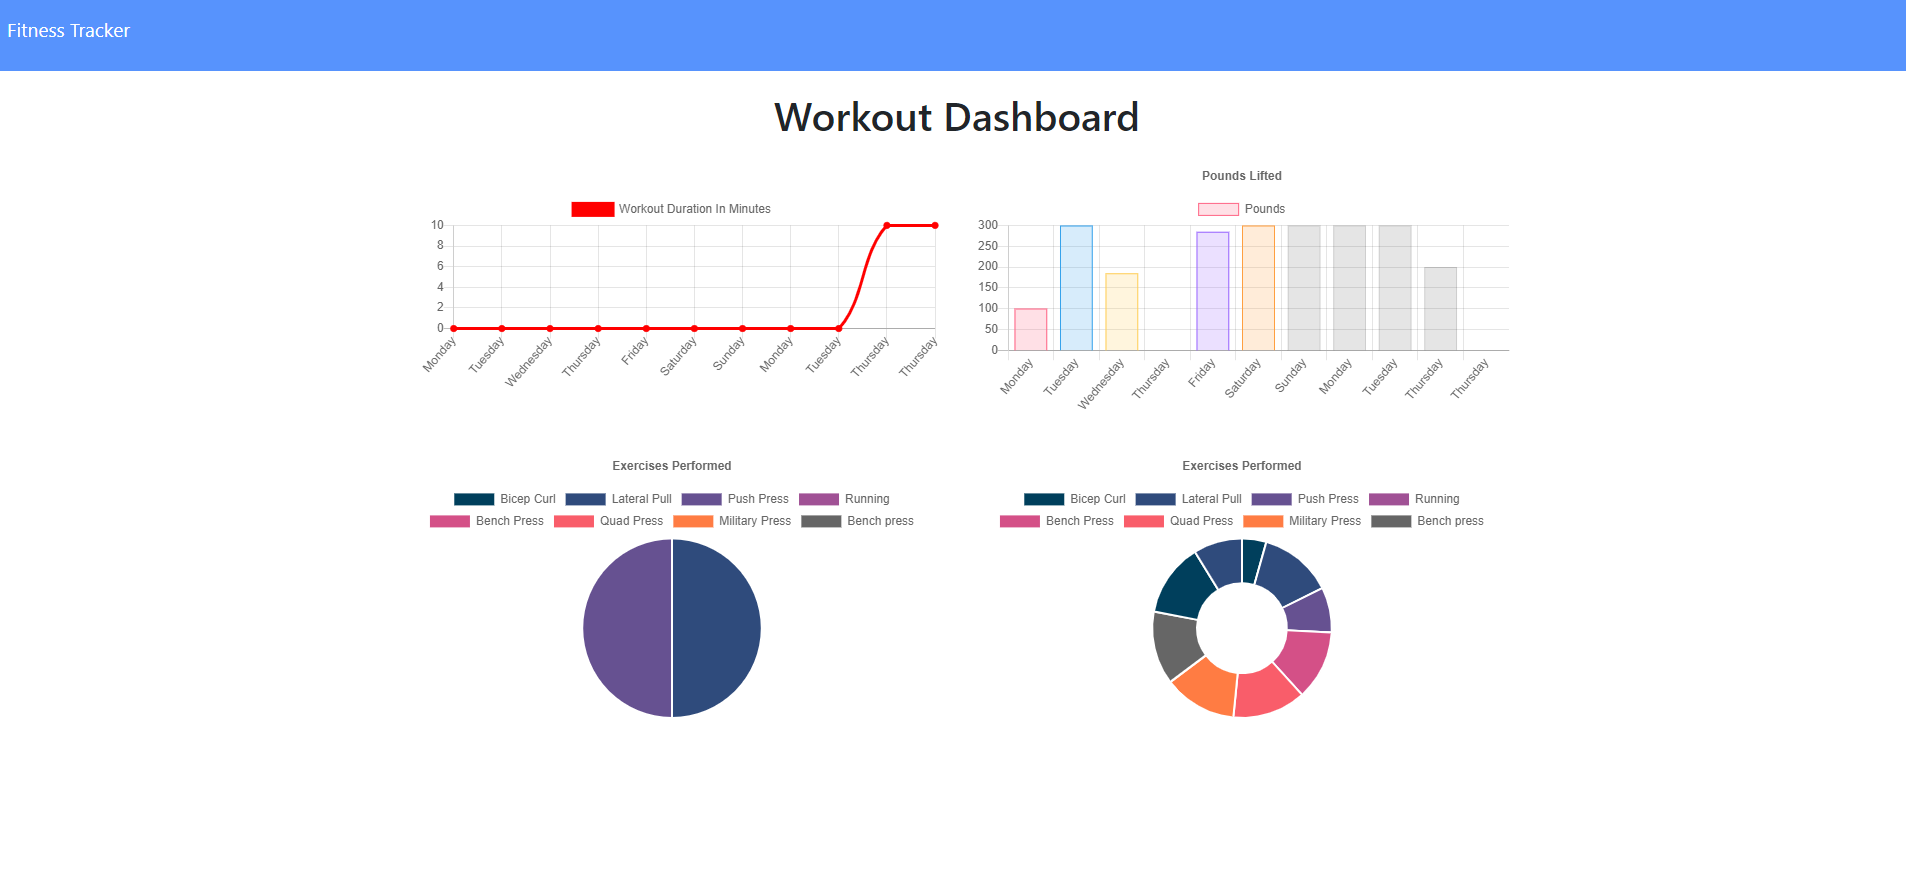 Fitness Tracker
Workout Dashboard
Workout Duration In Minutes
10
8
6
4
2
0
Monday
Tuesday
Wednesday
Thursday
Friday
Saturday
Sunday
Monday
Tuesday
Thursday
Thursday
Pounds Lifted
Pounds
300
250
200
150
100
50
0
Monday
Tuesday
Wednesday
Thursday
Friday
Saturday
Sunday
Monday
Tuesday
Thursday
Thursday
Exercises Performed
Bicep Curl Lateral Pull Push Press Running
Bench Press Quad Press Military Press Bench press
Exercises Performed
Bicep Curl Lateral Pull Push Press Running
Bench Press Quad Press Military Press Bench press